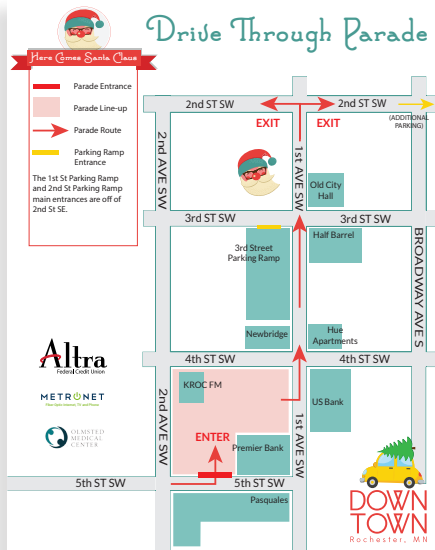 Drive Through Parade
Here Comes Santa Claus
Parade Entrance
Parade Line-up
Parade Route
Parking Ramp
Entrance
The 1st St Parking Ramp
and 2nd St Parking Ramp
main entrances are off of
2nd St SE.
2nd ST SW
2nd ST SW
EXIT
EXIT
(ADDITIONAL
PARKING)
2nd AVE SW
1st AVE SW
Old City
Hall
3rd ST SW
3rd ST SW
3rd Street
Parking Ramp
Half Barrel
BROADWAY AVE S
Newbridge
Hue
Apartments
4th ST SW
4th ST SW
Altra
Federal Credit Union
METRONET
KROC FM
US Bank
2nd AVE SW
1st AVE SW
OLMSTED
MEDICAL
CENTER
ENTER
Premier Bank
5th ST SW
5th ST SW
Pasquales
DOWN
TOWN
Rochester, MN